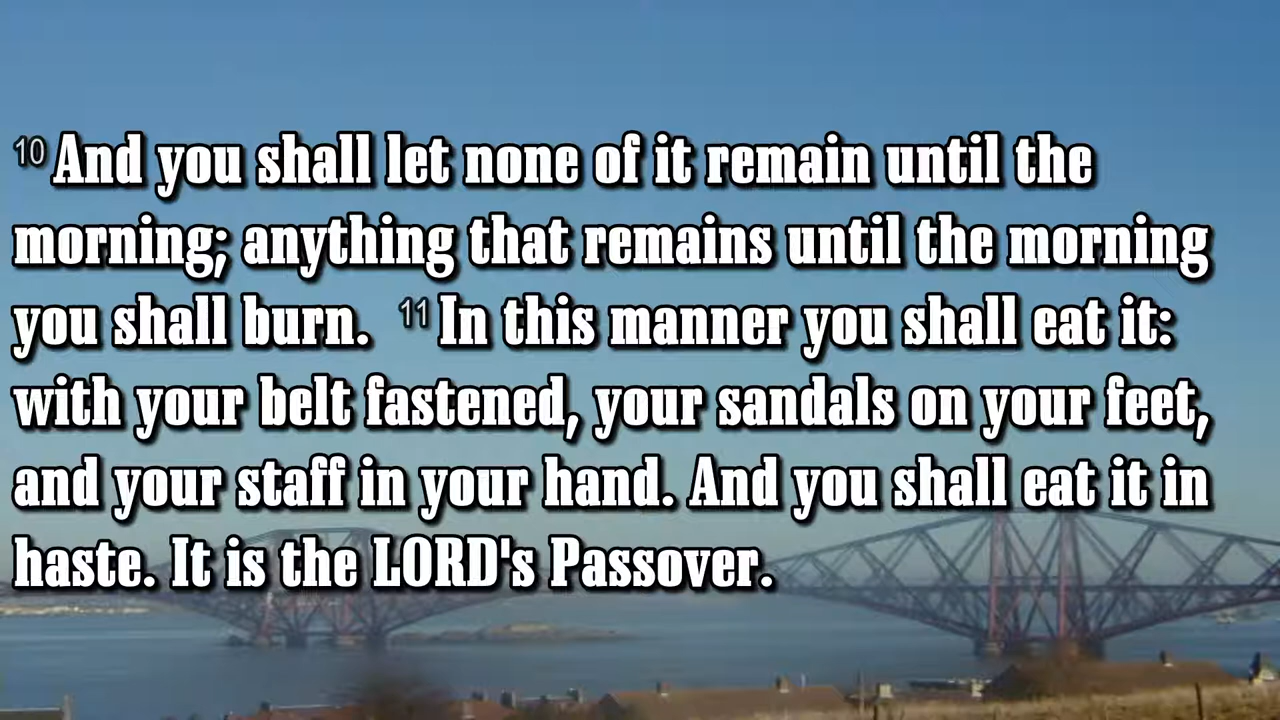 10 And you shall let none of it remain until the
morning; anything that remains until the morning
you shall burn. 11 In this manner you shall eat it:
with your belt fastened, your sandals on your feet,
and your staff in your hand. And you shall eat it in
haste. It is the LORD's Passover.